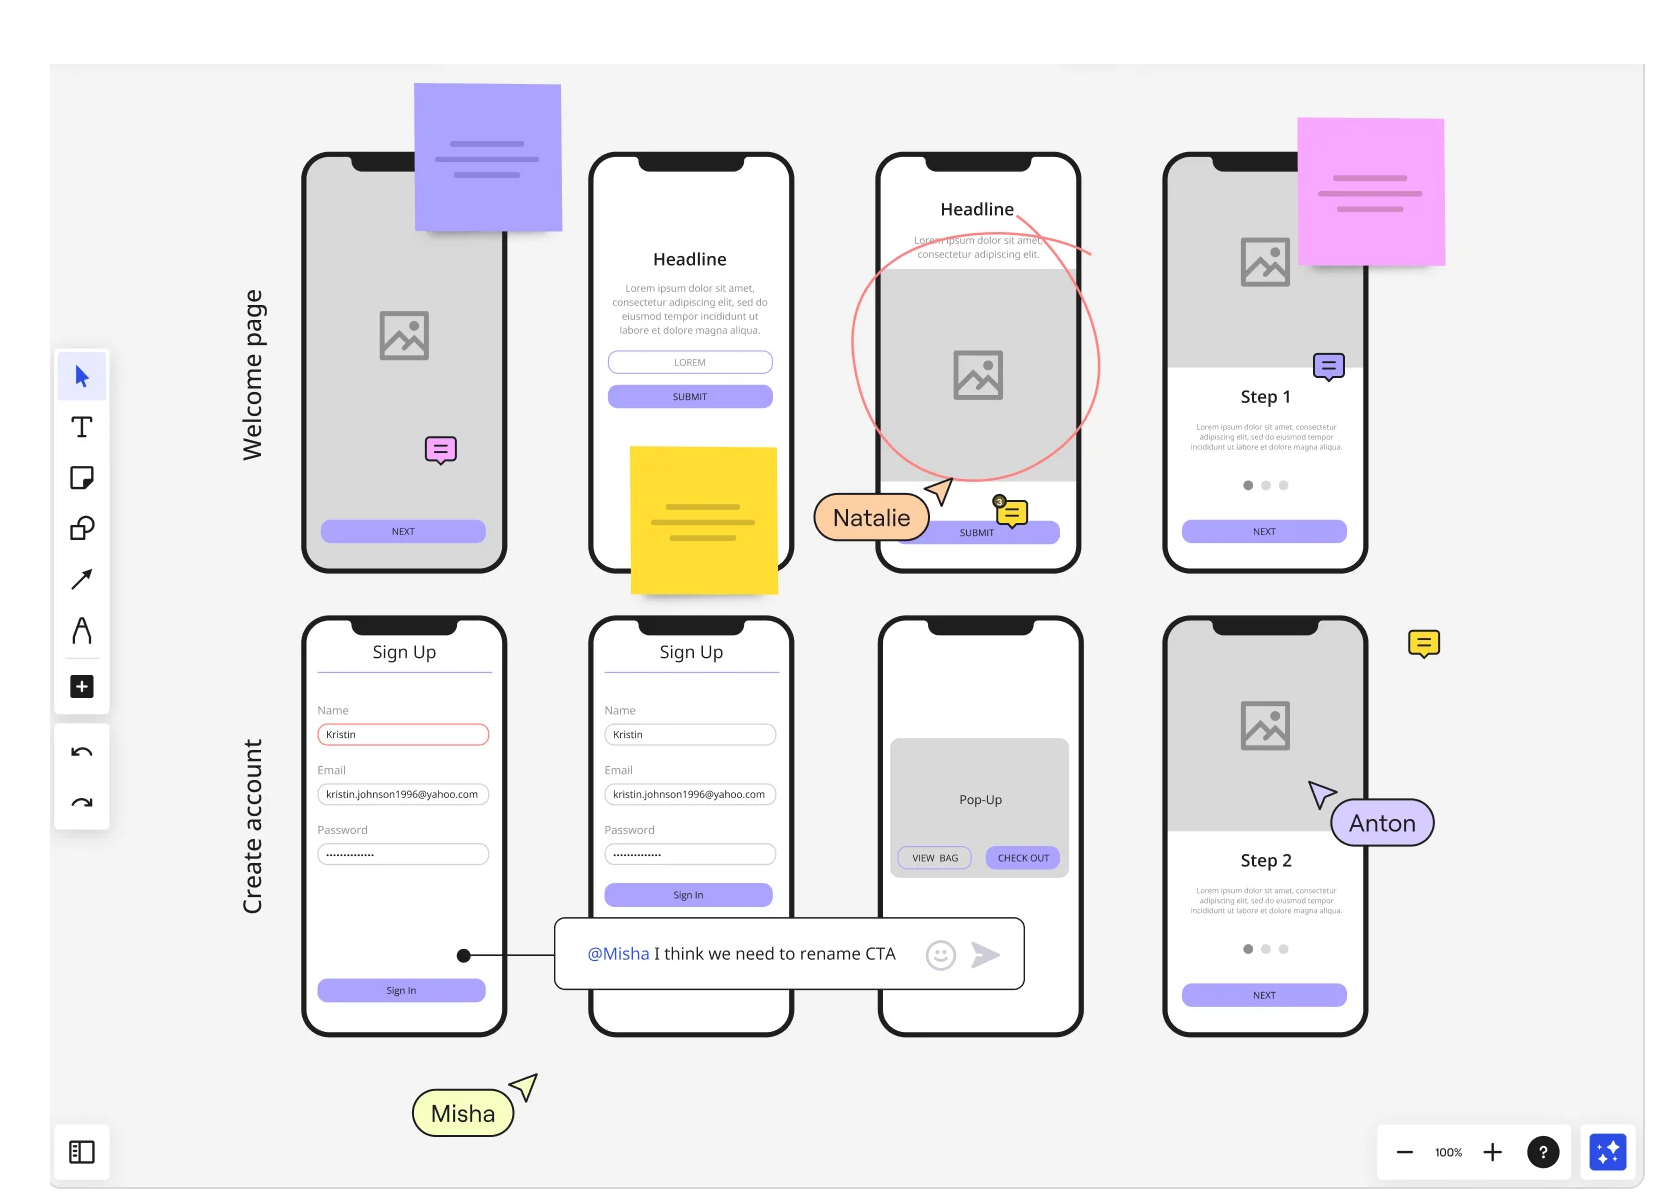 Welcome page
NEXT
Headline
Lorem ipsum dolor sit amet,
consectetur adipiscing elit, sed do
eiusmod tempor incididunt ut
labore et dolore magna aliqua.
LOREM
SUBMIT
Headline
Lorem ipsum dolor sit amet,
consectetur adipiscing elit.
Natalie
3
SUBMIT
Step 1
Lorem ipsum dolor sit amet, consectetur
adipiscing elit, sed do eiusmod tempor
incididunt ut labore et dolore magna aliqua.
NEXT
Create account
Sign Up
Name
Kristin
Email
kristin.johnson1996@yahoo.com
Password
••••••••••••••
Sign In
Sign Up
Name
Kristin
Email
kristin.johnson1996@yahoo.com
Password
••••••••••••••
Sign In
@Misha I think we need to rename CTA
Pop-Up
VIEW BAG
CHECK OUT
Anton
Step 2
Lorem ipsum dolor sit amet, consectetur
adipiscing elit, sed do eiusmod tempor
incididunt ut labore et dolore magna aliqua.
NEXT
Misha
100%
?